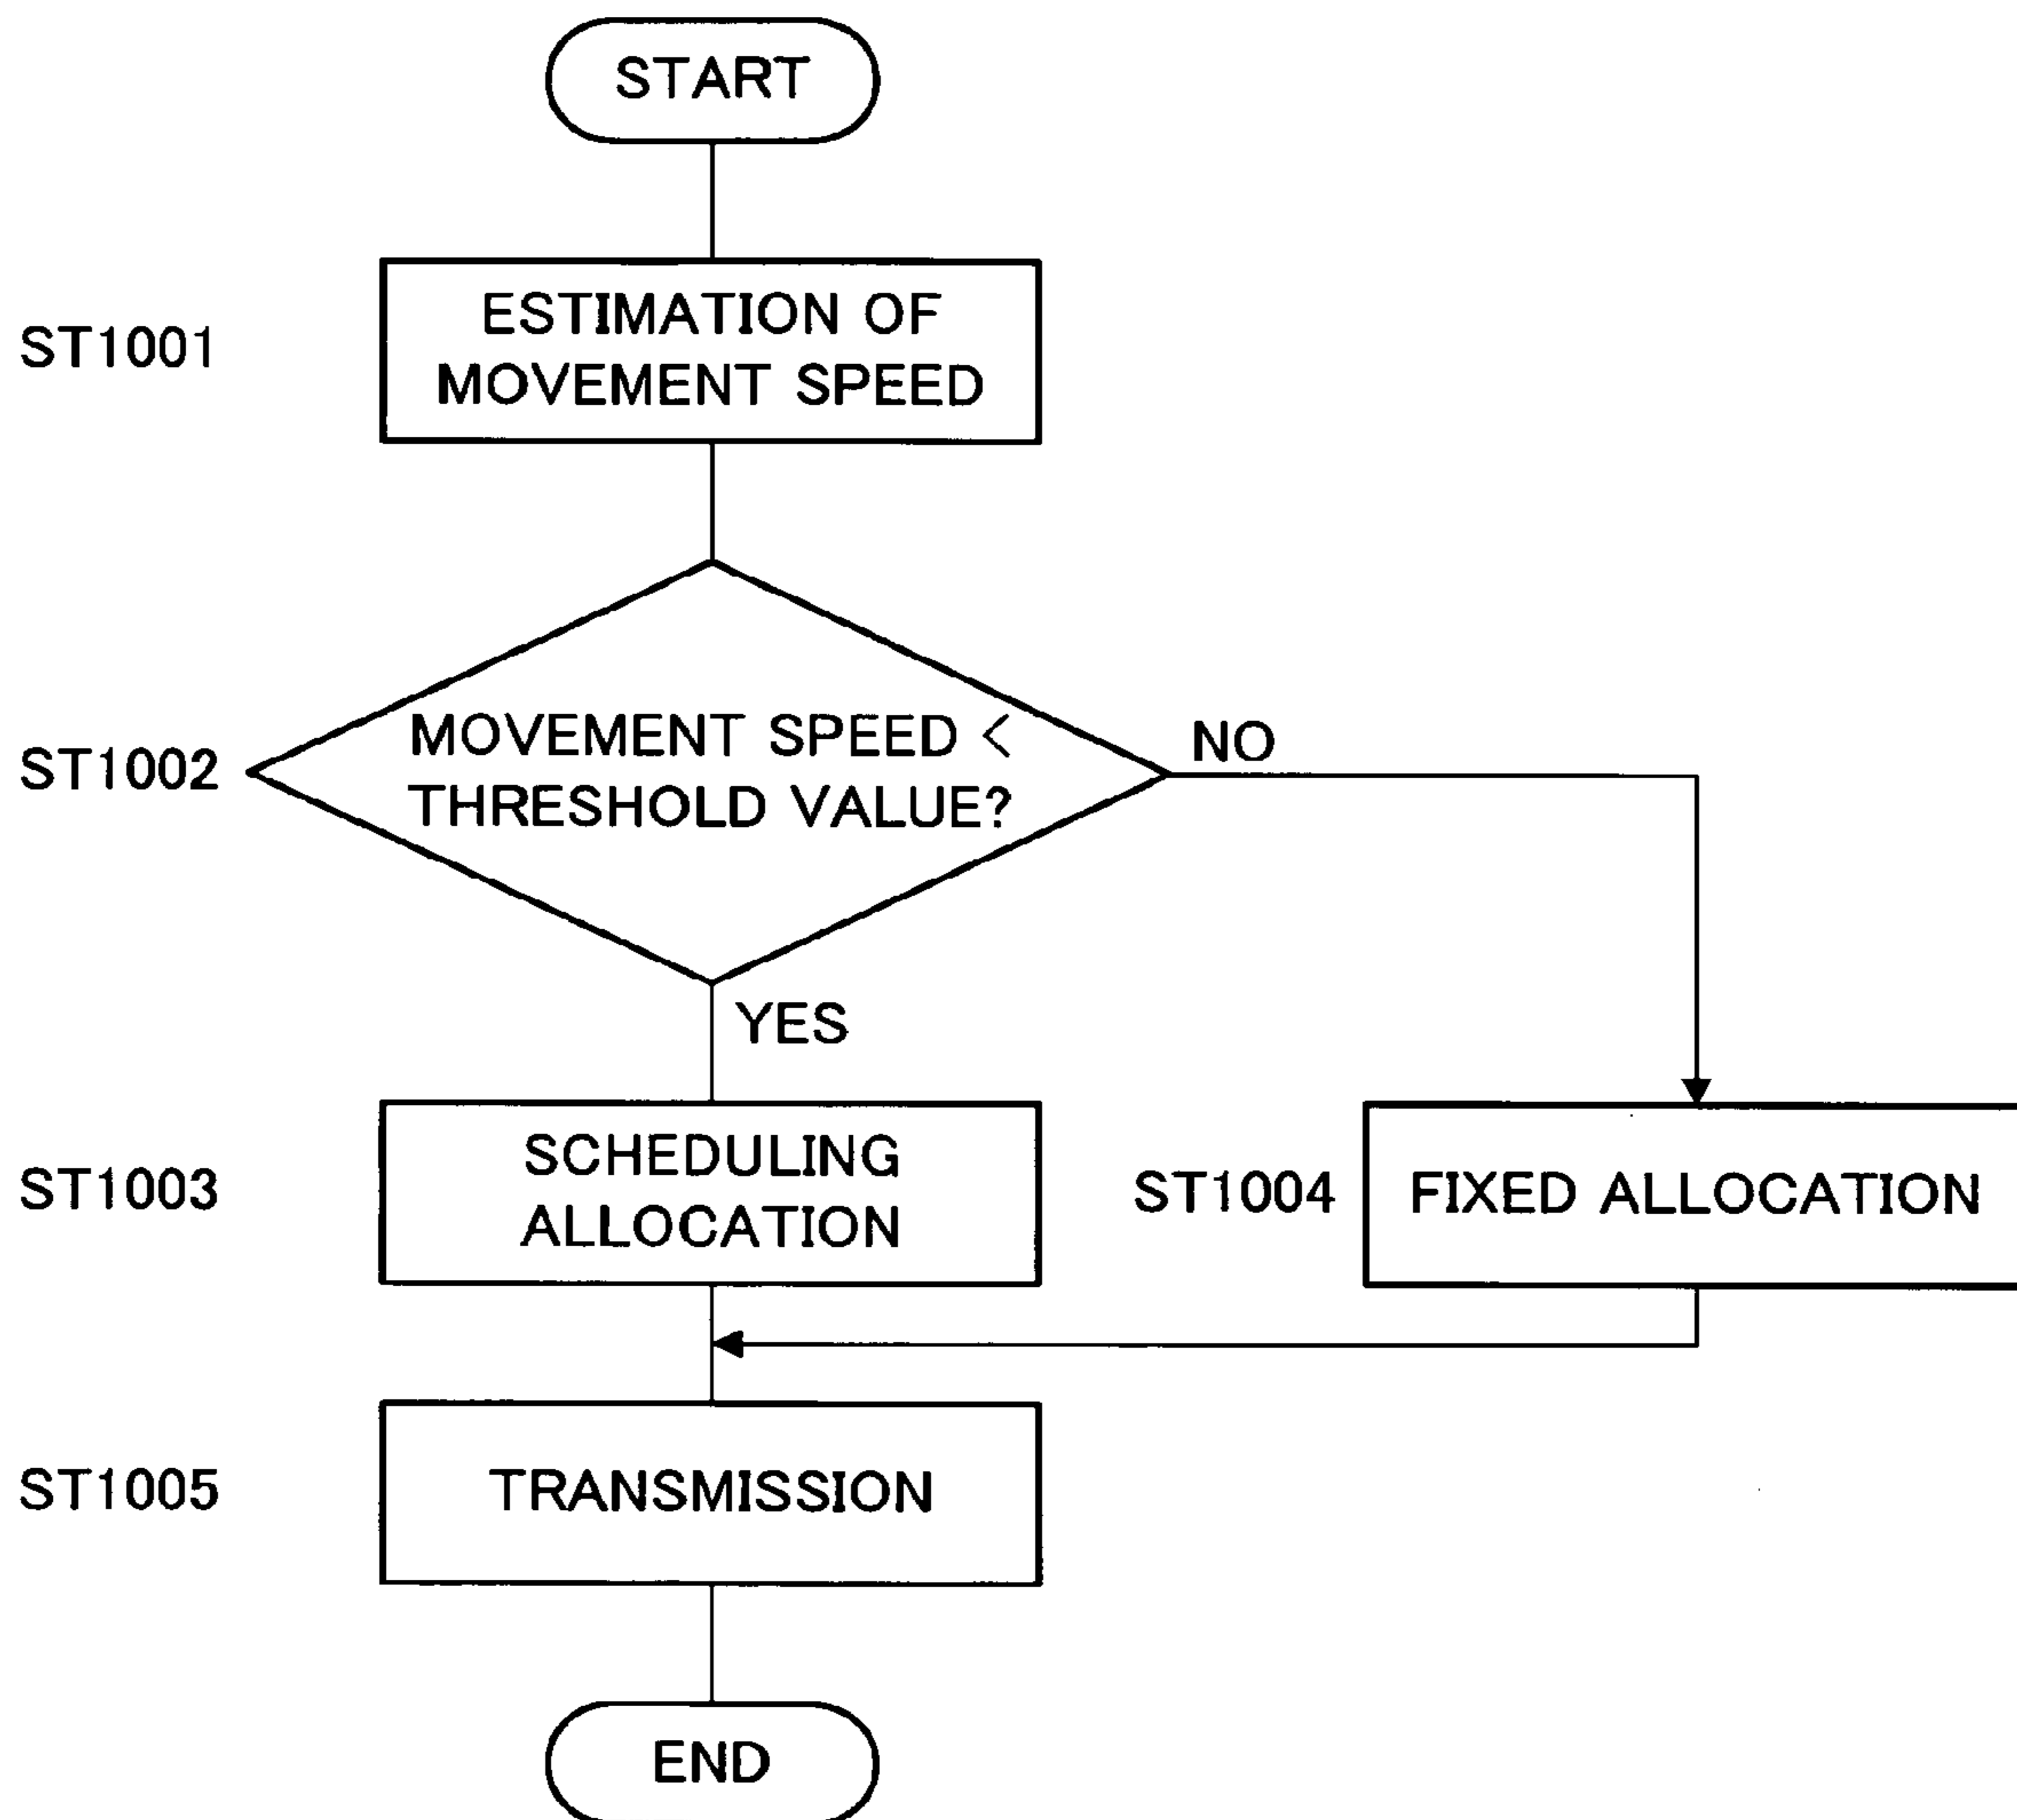 START
ST1001
ESTIMATION OF
MOVEMENT SPEED
ST1002
MOVEMENT SPEED <
THRESHOLD VALUE?
NO
YES
ST1003
SCHEDULING
ALLOCATION
ST1004
FIXED ALLOCATION
ST1005
TRANSMISSION
END